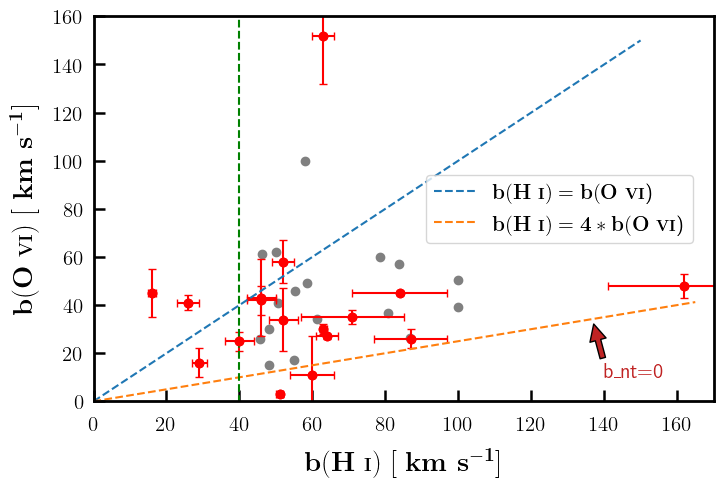 160
140
120
100
80
60
40
20
0
b(O VI) [ km s⁻¹]
b(H I) = b(O VI)
b(H I) = 4 * b(O VI)
b_nt=0
0 20 40 60 80 100 120 140 160
b(H I) [ km s⁻¹]